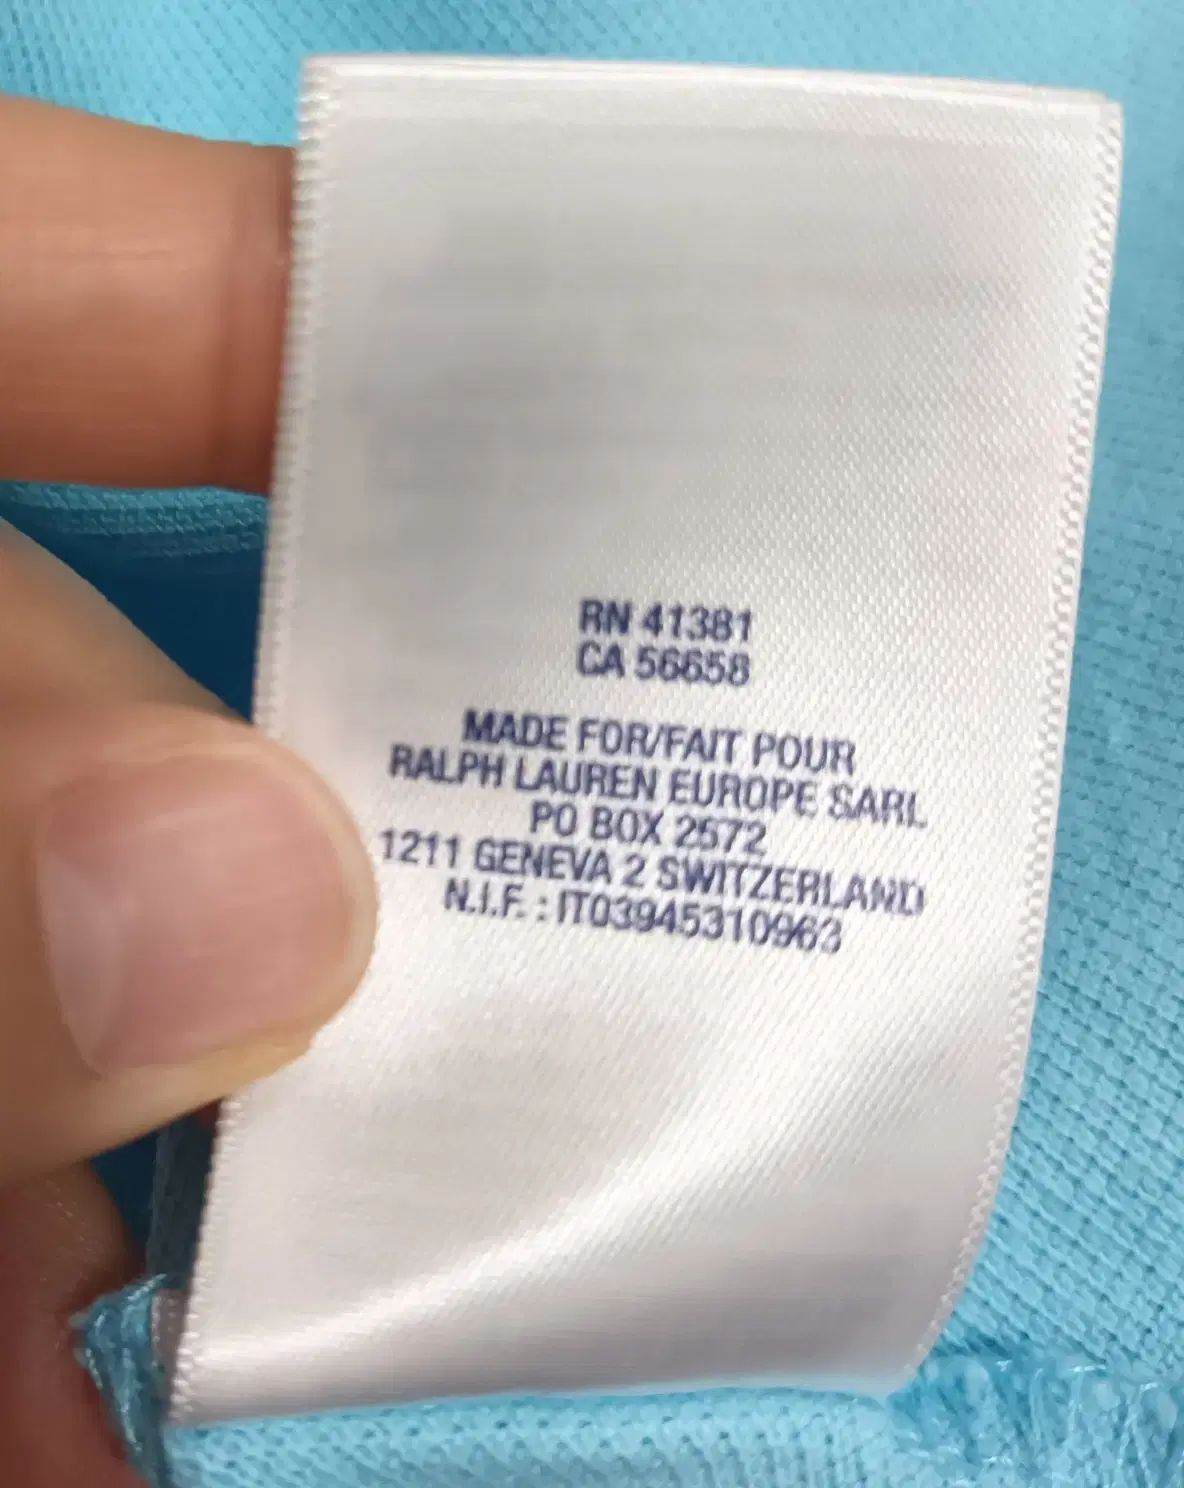 RN 41381
CA 56658
MADE FOR/FAIT POUR
RALPH LAUREN EUROPE SARL
PO BOX 2572
1211 GENEVA 2 SWITZERLAND
N.I.F. : IT03945310963